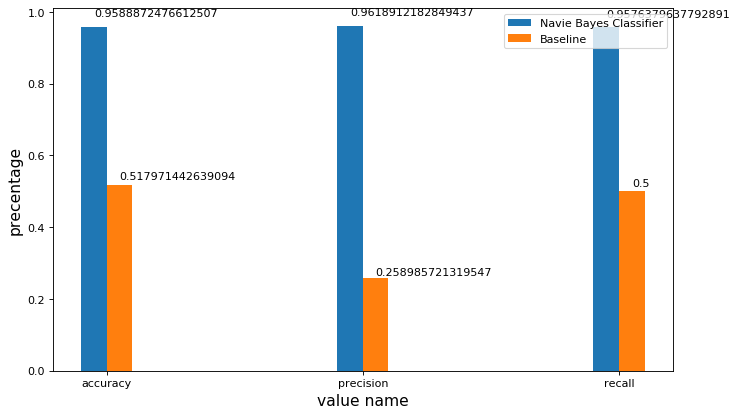 0.9588872476612507
0.9618912182849437
0.9576379637792891
Navie Bayes Classifier
Baseline
0.517971442639094
0.258985721319547
0.5
precentage
1.0
0.8
0.6
0.4
0.2
0.0
accuracy
precision
recall
value name